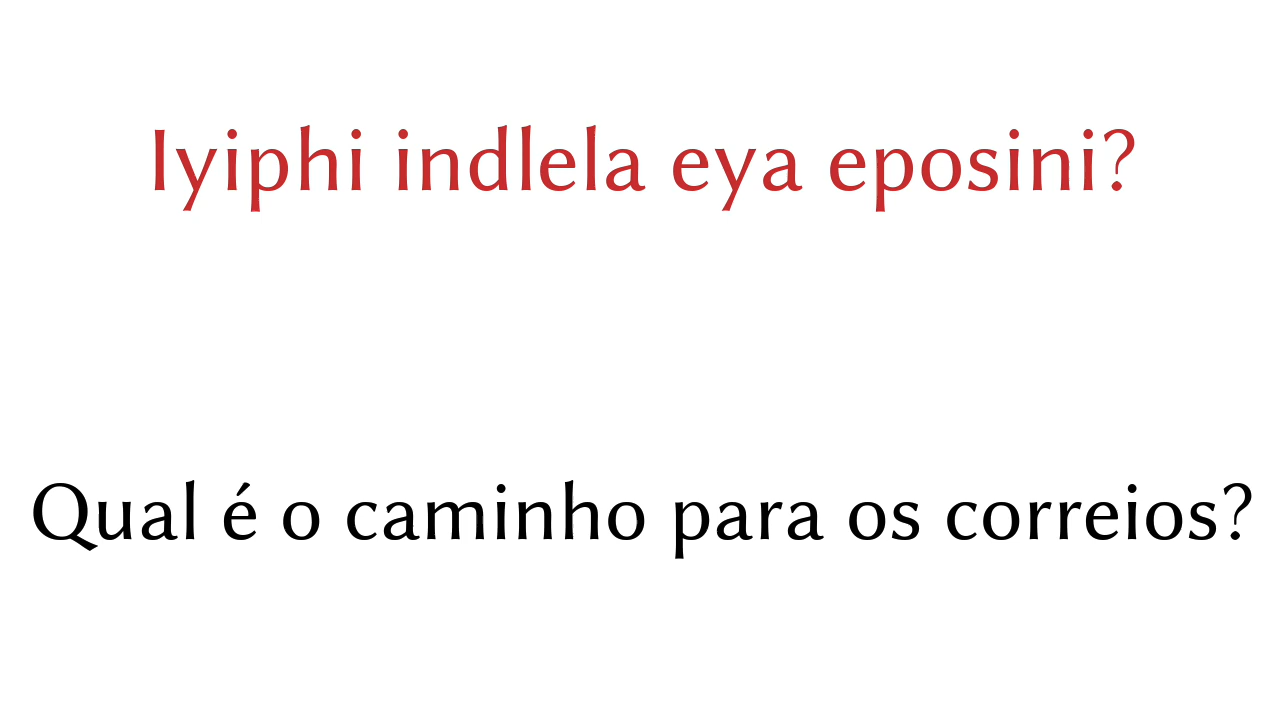 Iyiphi indlela eya eposini?
Qual é o caminho para os correios?